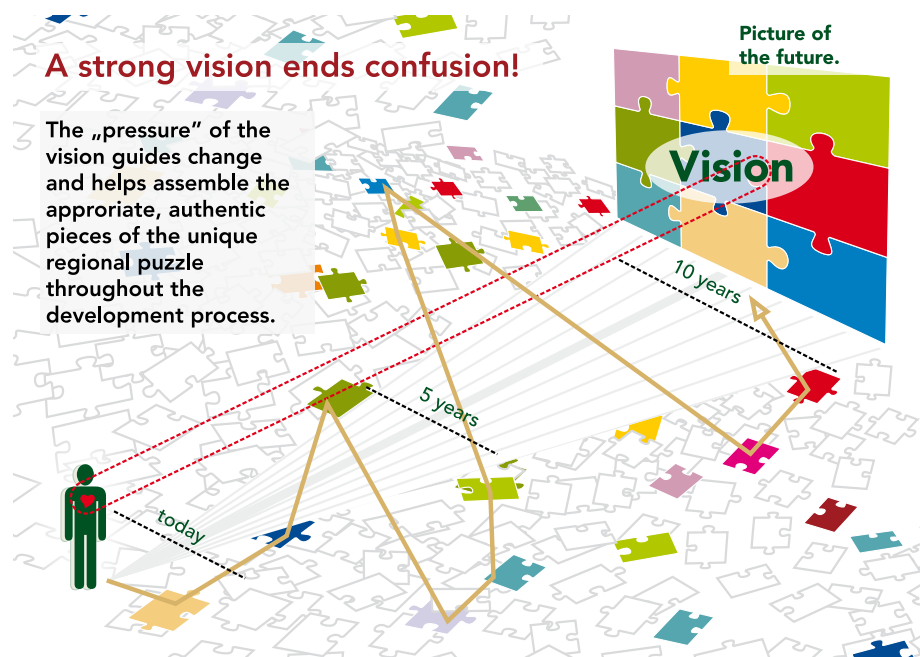 A strong vision ends confusion!
Picture of
the future.
The „pressure” of the
vision guides change
and helps assemble the
approriate, authentic
pieces of the unique
regional puzzle
throughout the
development process.
Vision
10 years
5 years
today